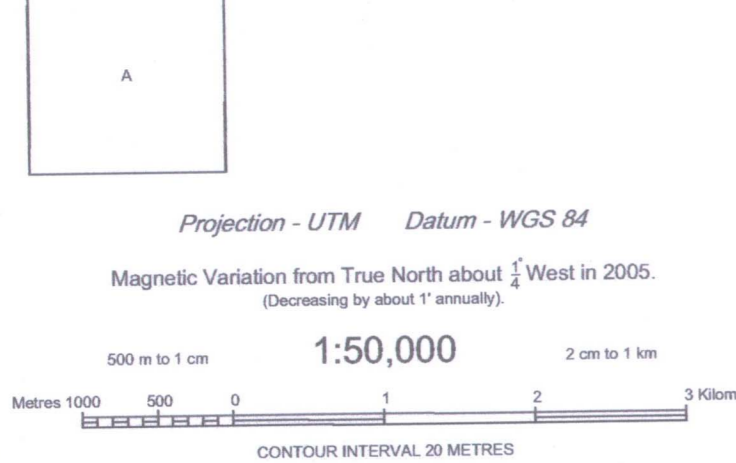 A
Projection - UTM Datum - WGS 84
Magnetic Variation from True North about 1/4° West in 2005.
(Decreasing by about 1' annually).
500 m to 1 cm 1:50,000 2 cm to 1 km
Metres 1000 500 0 1 2 3 Kilom
CONTOUR INTERVAL 20 METRES